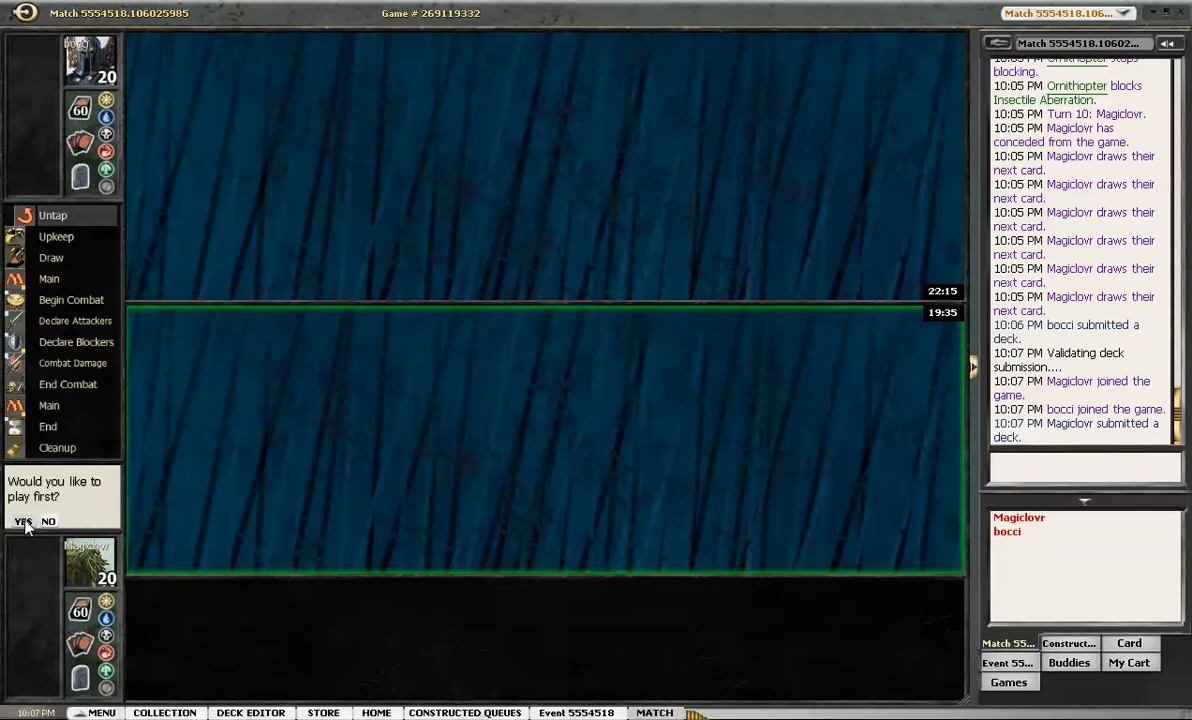 Match 5554518.106025985
Game # 269119332
Match 5554518.106...
bocci
20
60
Untap
Upkeep
Draw
Main
Begin Combat
Declare Attackers
Declare Blockers
Combat Damage
End Combat
Main
End
Cleanup
Would you like to
play first?
YES NO
Magiclovr
20
60
22:15
19:35
Match 5554518.10602...
blocking.
10:05 PM Ornithopter blocks
Insectile Aberration.
10:05 PM Turn 10: Magiclovr.
10:05 PM Magiclovr has
conceded from the game.
10:05 PM Magiclovr draws their
next card.
10:05 PM Magiclovr draws their
next card.
10:05 PM Magiclovr draws their
next card.
10:05 PM Magiclovr draws their
next card.
10:05 PM Magiclovr draws their
next card.
10:05 PM Magiclovr draws their
next card.
10:06 PM bocci submitted a
deck.
10:07 PM Validating deck
submission....
10:07 PM Magiclovr joined the
game.
10:07 PM bocci joined the game.
10:07 PM Magiclovr submitted a
deck.
Magiclovr
bocci
Match 55... Construct... Card
Event 55... Buddies My Cart
Games
10:07 PM MENU COLLECTION DECK EDITOR STORE HOME CONSTRUCTED QUEUES Event 5554518 MATCH